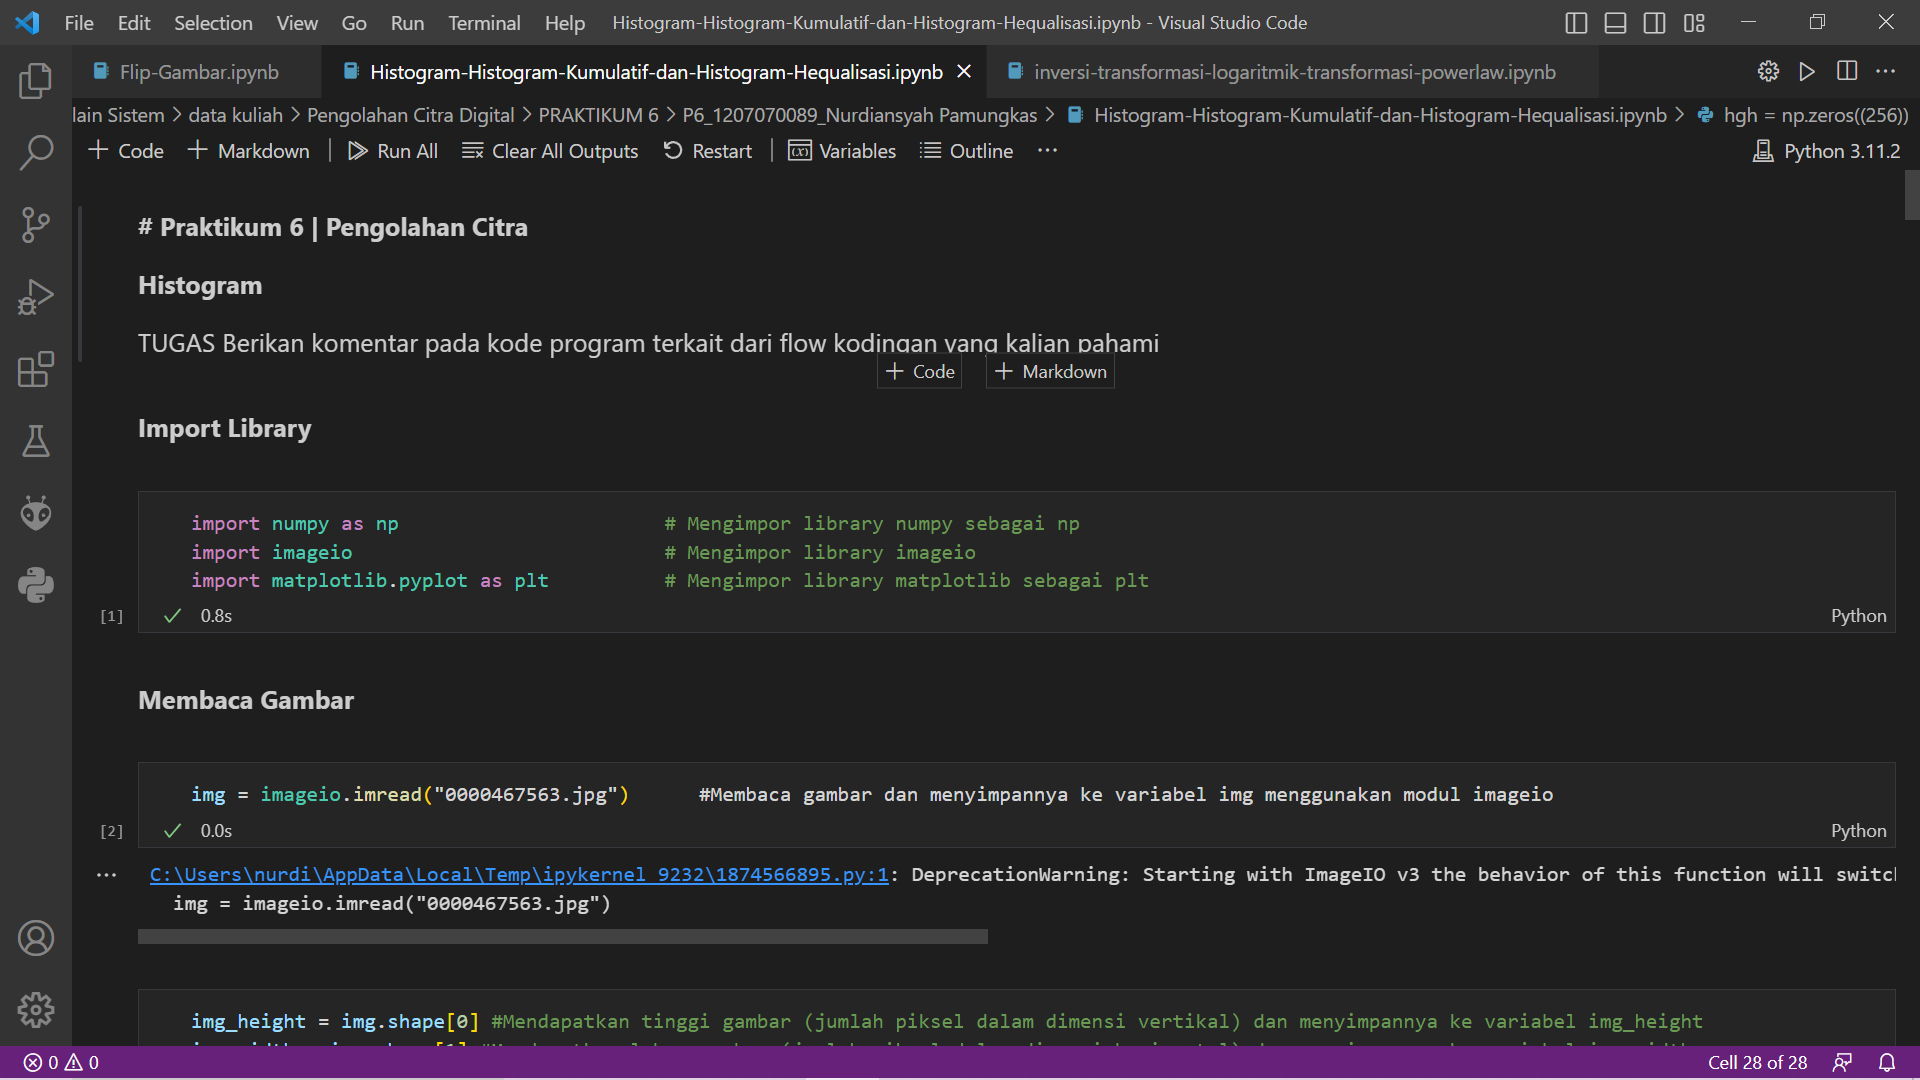 File Edit Selection View Go Run Terminal Help Histogram-Histogram-Kumulatif-dan-Histogram-Hequalisasi.ipynb - Visual Studio Code
Flip-Gambar.ipynb Histogram-Histogram-Kumulatif-dan-Histogram-Hequalisasi.ipynb inversi-transformasi-logaritmik-transformasi-powerlaw.ipynb
lain Sistem > data kuliah > Pengolahan Citra Digital > PRAKTIKUM 6 > P6_1207070089_Nurdiansyah Pamungkas > Histogram-Histogram-Kumulatif-dan-Histogram-Hequalisasi.ipynb > hgh = np.zeros((256))
+ Code + Markdown | Run All Clear All Outputs Restart | Variables Outline ··· Python 3.11.2
# Praktikum 6 | Pengolahan Citra
Histogram
TUGAS Berikan komentar pada kode program terkait dari flow kodingan yang kalian pahami
+ Code + Markdown
Import Library
import numpy as np # Mengimpor library numpy sebagai np
import imageio # Mengimpor library imageio
import matplotlib.pyplot as plt # Mengimpor library matplotlib sebagai plt
[1] ✓ 0.8s Python
Membaca Gambar
img = imageio.imread("0000467563.jpg") #Membaca gambar dan menyimpannya ke variabel img menggunakan modul imageio
[2] ✓ 0.0s Python
C:\Users\nurdi\AppData\Local\Temp\ipykernel_9232\1874566895.py:1: DeprecationWarning: Starting with ImageIO v3 the behavior of this function will switch
img = imageio.imread("0000467563.jpg")
img_height = img.shape[0] #Mendapatkan tinggi gambar (jumlah piksel dalam dimensi vertikal) dan menyimpannya ke variabel img_height
0 0 Cell 28 of 28